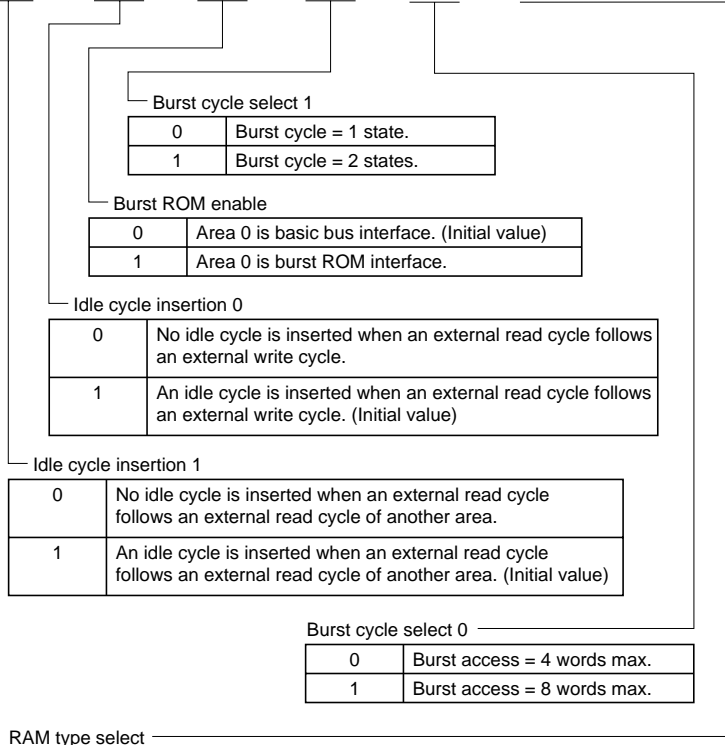 Burst cycle select 1
0 Burst cycle = 1 state.
1 Burst cycle = 2 states.
Burst ROM enable
0 Area 0 is basic bus interface. (Initial value)
1 Area 0 is burst ROM interface.
Idle cycle insertion 0
0 No idle cycle is inserted when an external read cycle follows
an external write cycle.
1 An idle cycle is inserted when an external read cycle follows
an external write cycle. (Initial value)
Idle cycle insertion 1
0 No idle cycle is inserted when an external read cycle
follows an external read cycle of another area.
1 An idle cycle is inserted when an external read cycle
follows an external read cycle of another area. (Initial value)
Burst cycle select 0
0 Burst access = 4 words max.
1 Burst access = 8 words max.
RAM type select